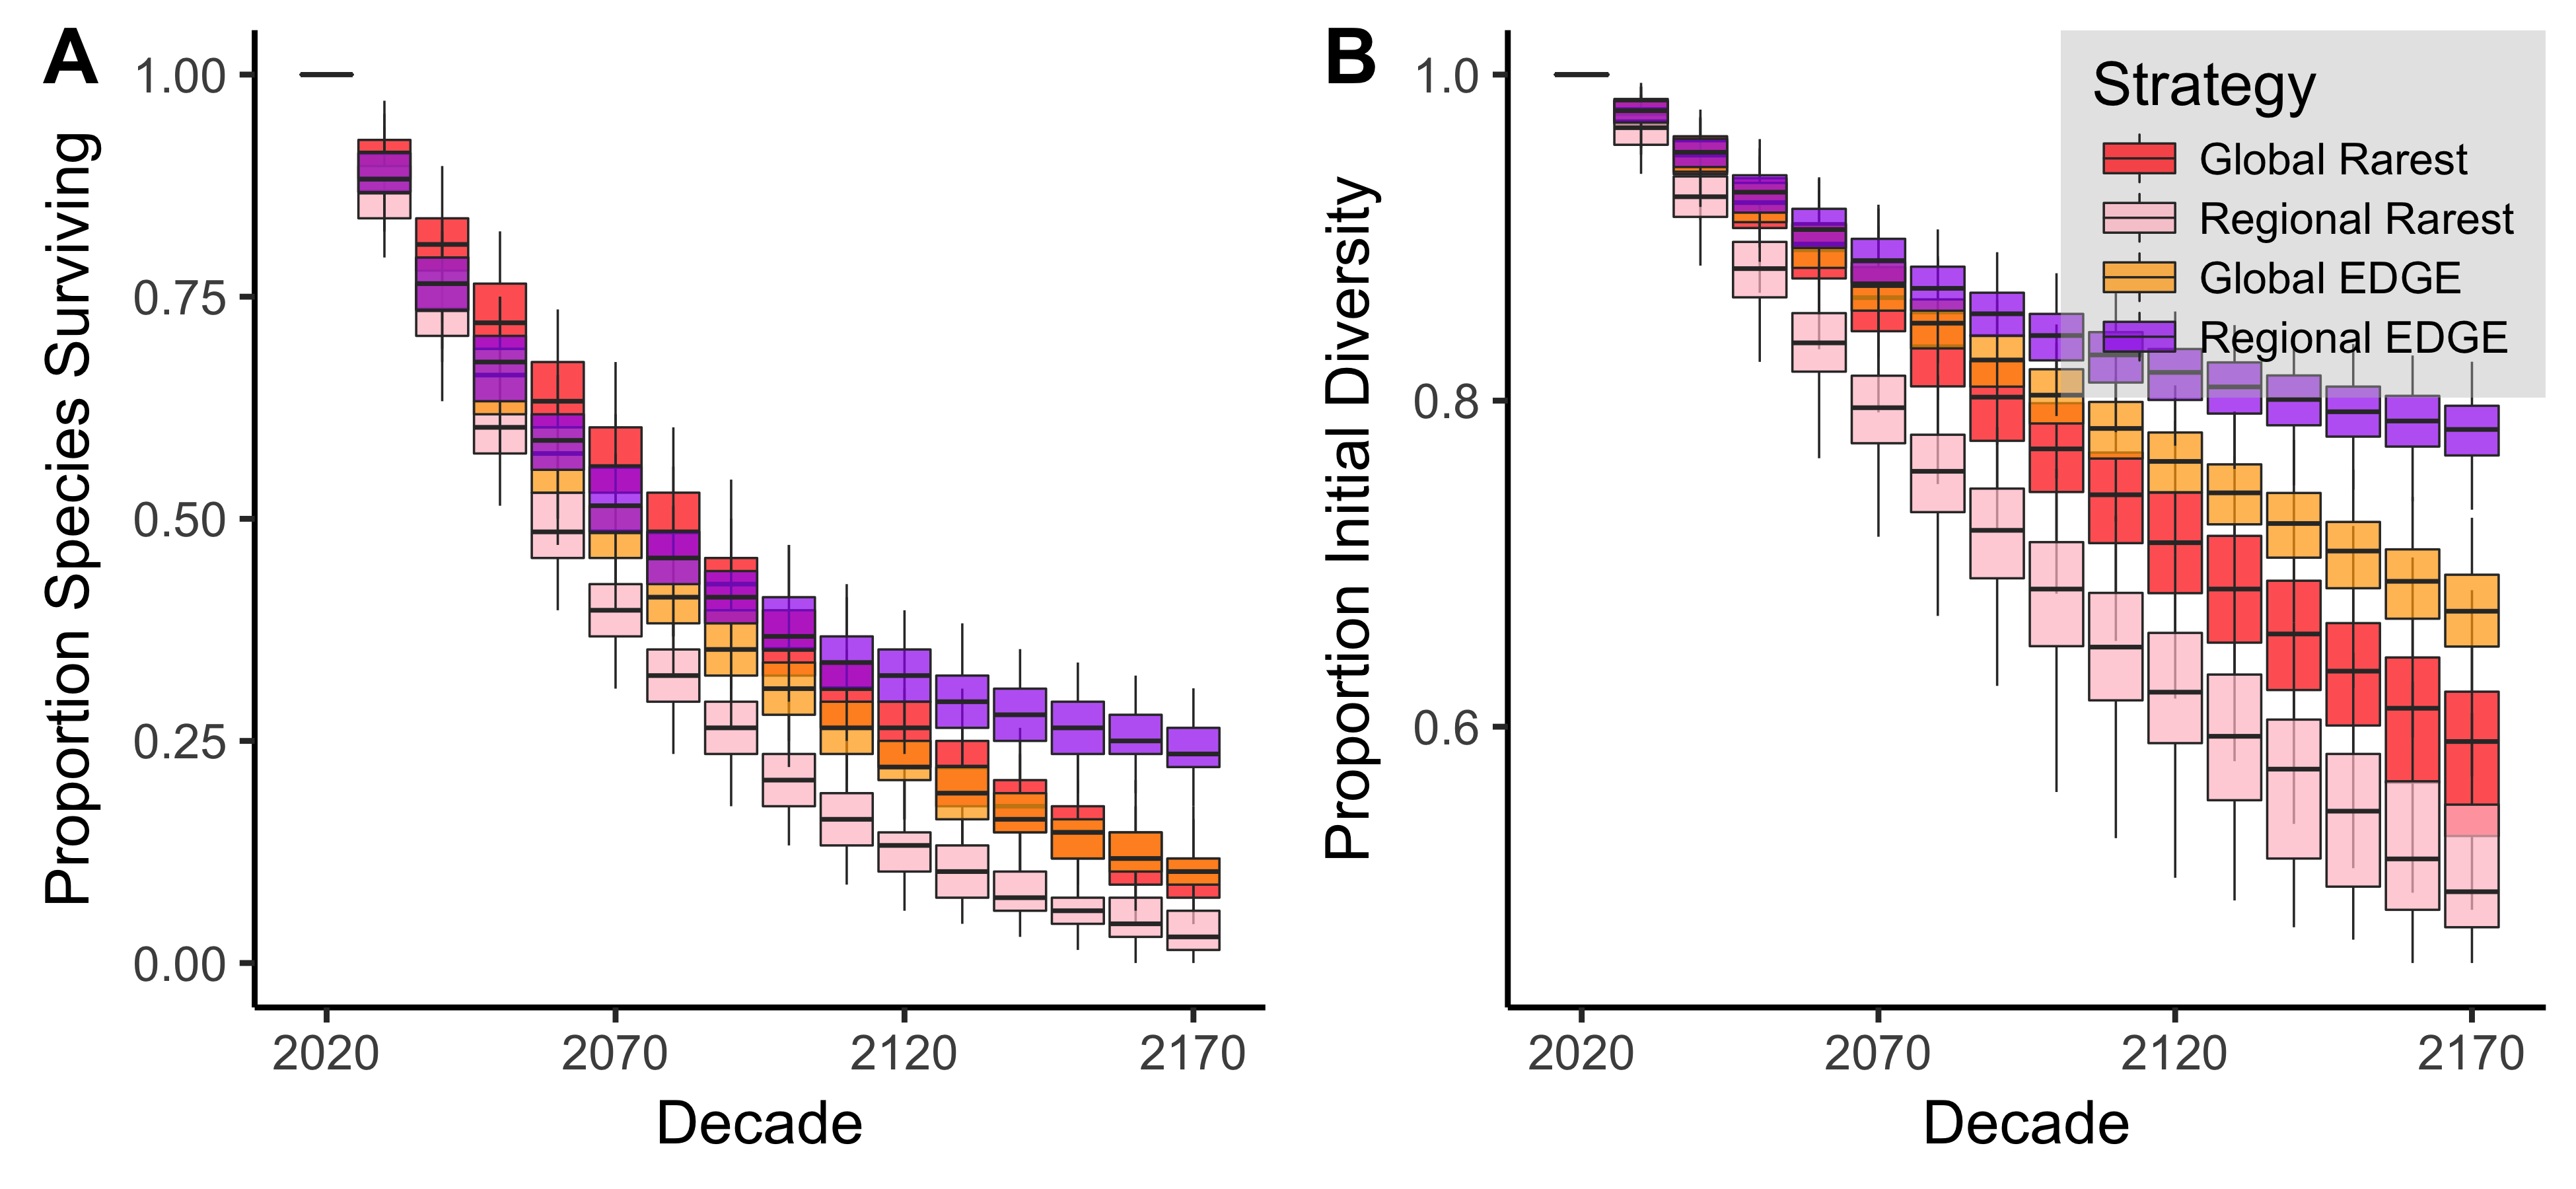 A
Proportion Species Surviving
1.00
0.75
0.50
0.25
0.00
2020 2070 2120 2170
Decade
B
Proportion Initial Diversity
1.0
0.8
0.6
2020 2070 2120 2170
Decade
Strategy
Global Rarest
Regional Rarest
Global EDGE
Regional EDGE